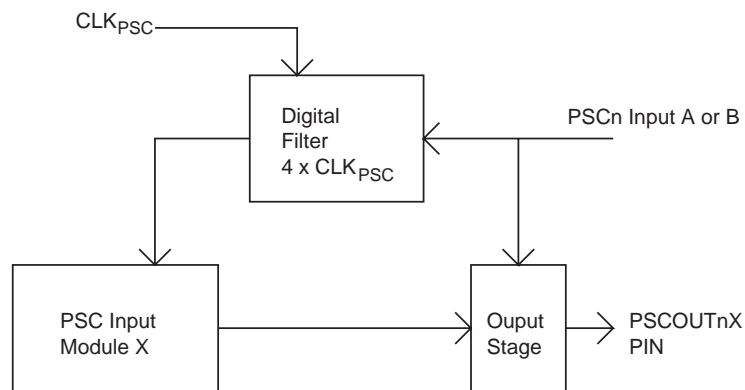 CLKPSC
Digital
Filter
4 x CLKPSC
PSCn Input A or B
PSC Input
Module X
Ouput
Stage
PSCOUTnX
PIN